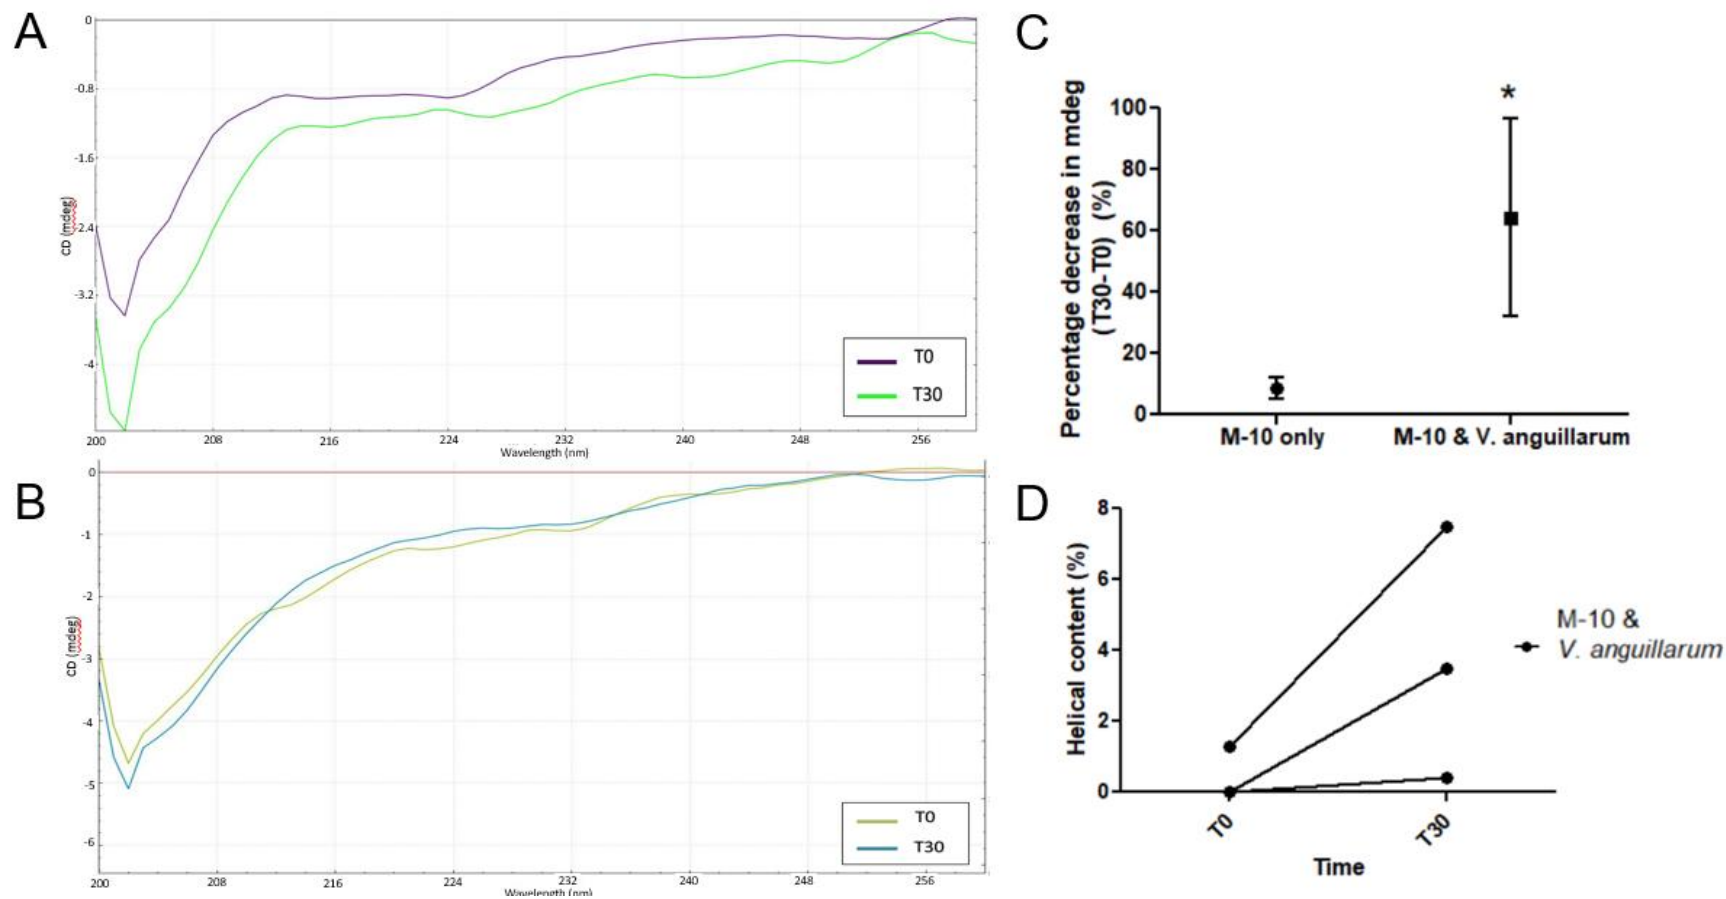 A
0
-0.8
-1.6
-2.4
-3.2
-4
CD (mdeg)
T0
T30
200 208 216 224 232 240 248 256
Wavelength (nm)
B
0
-1
-2
-3
-4
-5
-6
CD (mdeg)
T0
T30
200 208 216 224 232 240 248 256
Wavelength (nm)
C
Percentage decrease in mdeg
(T30-T0) (%)
100
80
60
40
20
0
*
M-10 only M-10 & V. anguillarum
D
Helical content (%)
8
6
4
2
0
T0 T30
Time
M-10 &
V. anguillarum